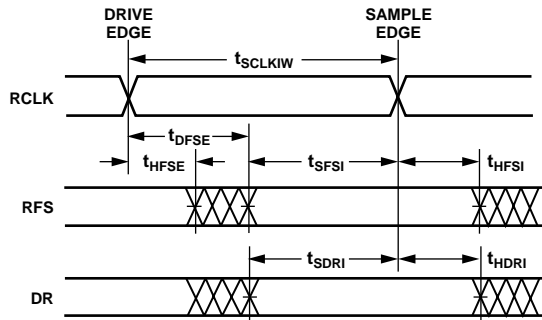 DRIVE EDGE
SAMPLE EDGE
tSCLKIW
RCLK
tDFSE
tHFSE
tSFSI
tHFSI
RFS
tSDRI
tHDRI
DR